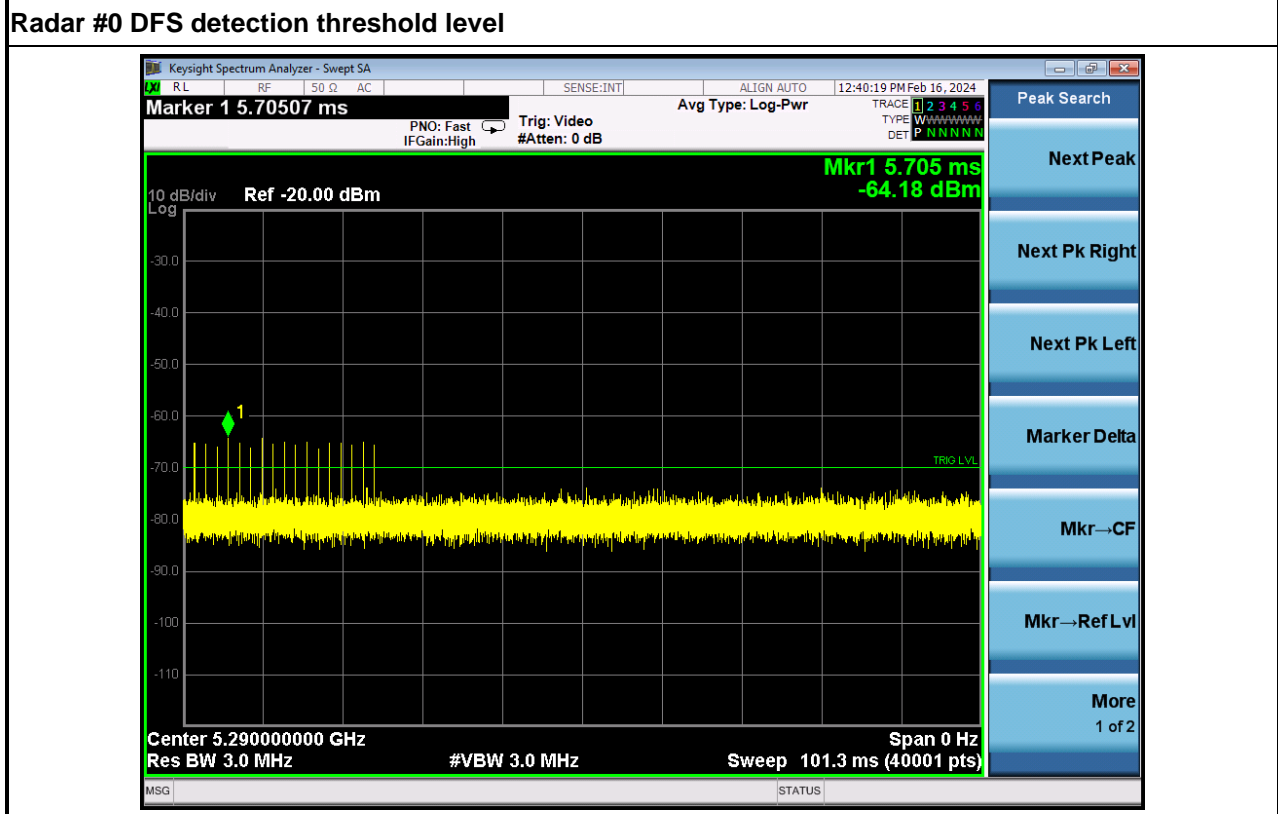 Radar #0 DFS detection threshold level
Keysight Spectrum Analyzer - Swept SA
LXI RL RF 50 Ω AC SENSE:INT ALIGN AUTO 12:40:19 PM Feb 16, 2024
Marker 1 5.70507 ms
Avg Type: Log-Pwr
TRACE 1 2 3 4 5 6
TYPE WWWWWW
DET P N N N N N
PNO: Fast
IFGain:High
Trig: Video
#Atten: 0 dB
Peak Search
Mkr1 5.705 ms
-64.18 dBm
10 dB/div Ref -20.00 dBm
Log
-30.0
-40.0
-50.0
-60.0
-70.0
-80.0
-90.0
-100
-110
1
TRIG LVL
Center 5.290000000 GHz Span 0 Hz
Res BW 3.0 MHz #VBW 3.0 MHz Sweep 101.3 ms (40001 pts)
Next Peak
Next Pk Right
Next Pk Left
Marker Delta
Mkr→CF
Mkr→Ref Lvl
More
1 of 2
MSG STATUS